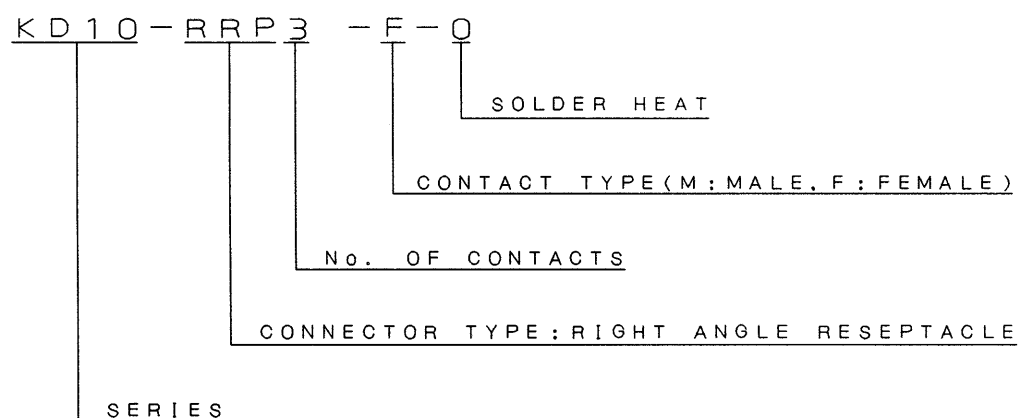 KD10-RRP3 -F-0
SOLDER HEAT
CONTACT TYPE(M:MALE,F:FEMALE)
No. OF CONTACTS
CONNECTOR TYPE:RIGHT ANGLE RESEPTACLE
SERIES